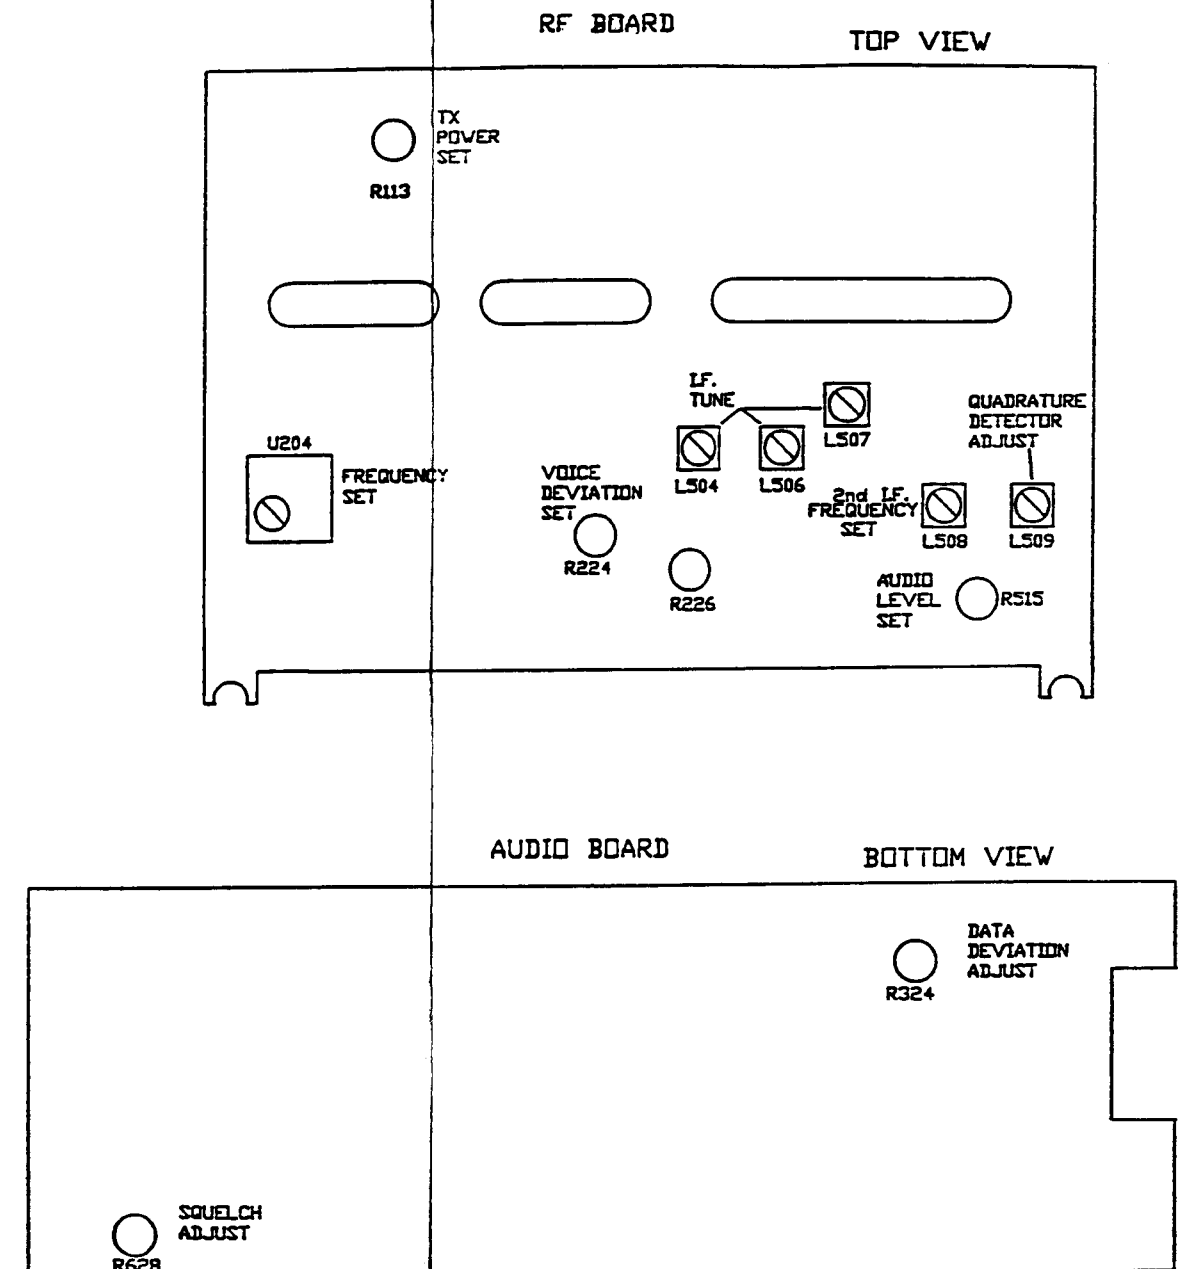 RF BOARD
TOP VIEW
TX
POWER
SET
R113
I.F.
TUNE
L507
QUADRATURE
DETECTOR
ADJUST
U204
FREQUENCY
SET
VOICE
DEVIATION
SET
R224
L504
L506
2nd I.F.
FREQUENCY
SET
L508
L509
R226
AUDIO
LEVEL
SET
R515
AUDIO BOARD
BOTTOM VIEW
DATA
DEVIATION
ADJUST
R324
SQUELCH
ADJUST
R628